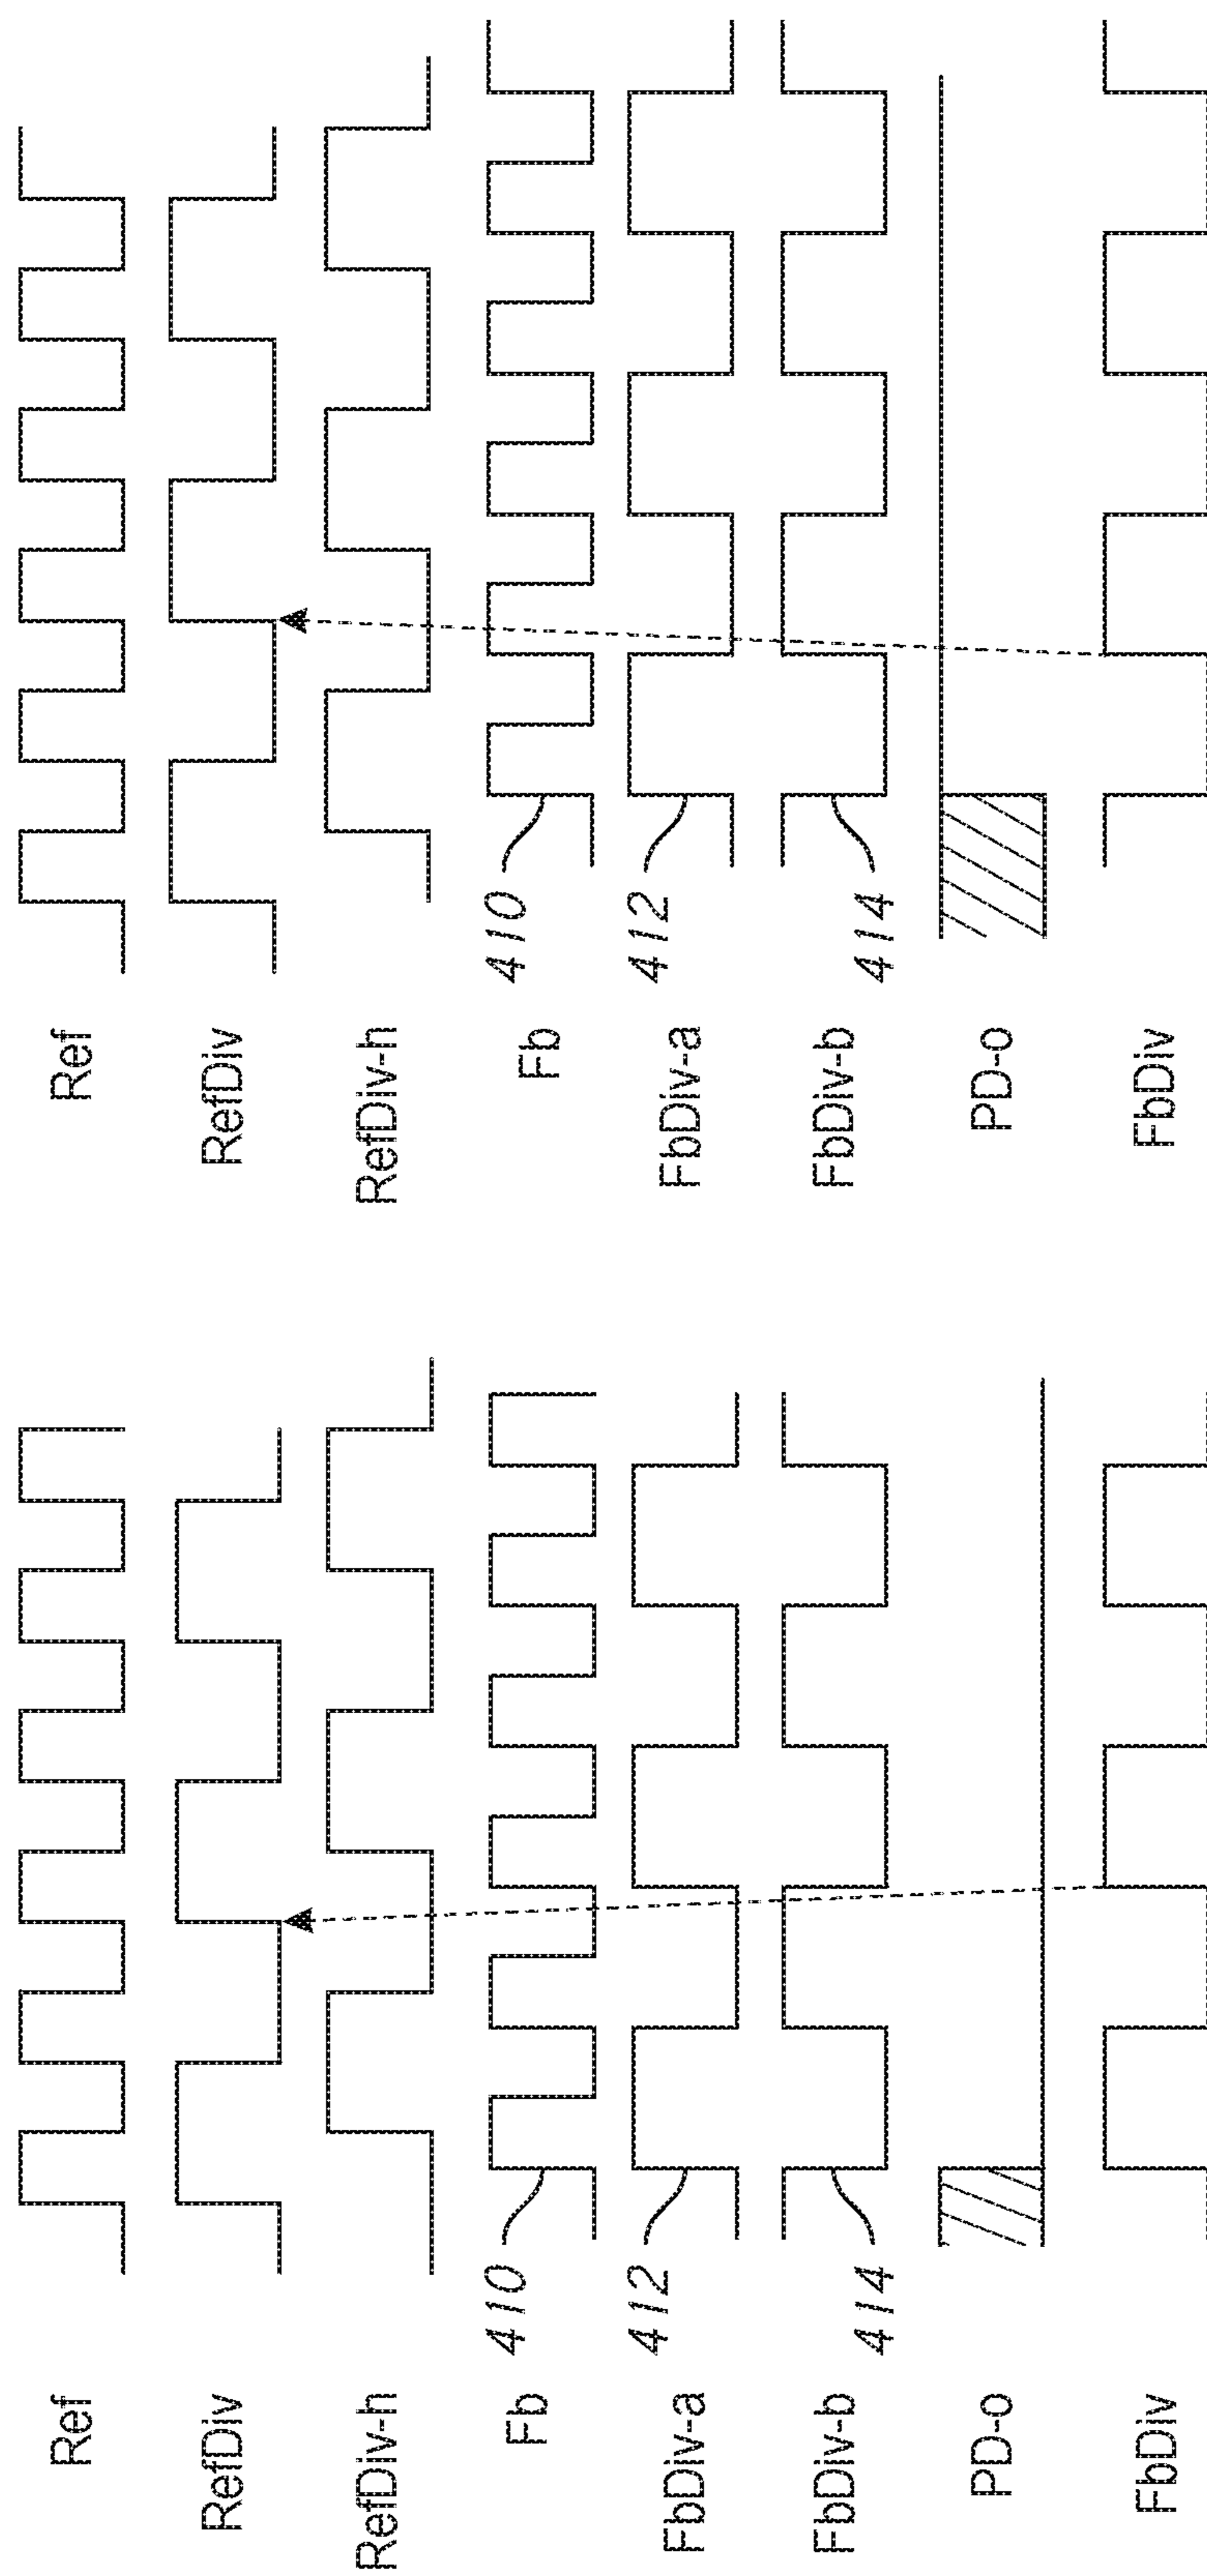 Ref
RefDiv
RefDiv-h
Fb
FbDiv-a
FbDiv-b
PD-o
FbDiv
410
412
414
Ref
RefDiv
RefDiv-h
Fb
FbDiv-a
FbDiv-b
PD-o
FbDiv
410
412
414